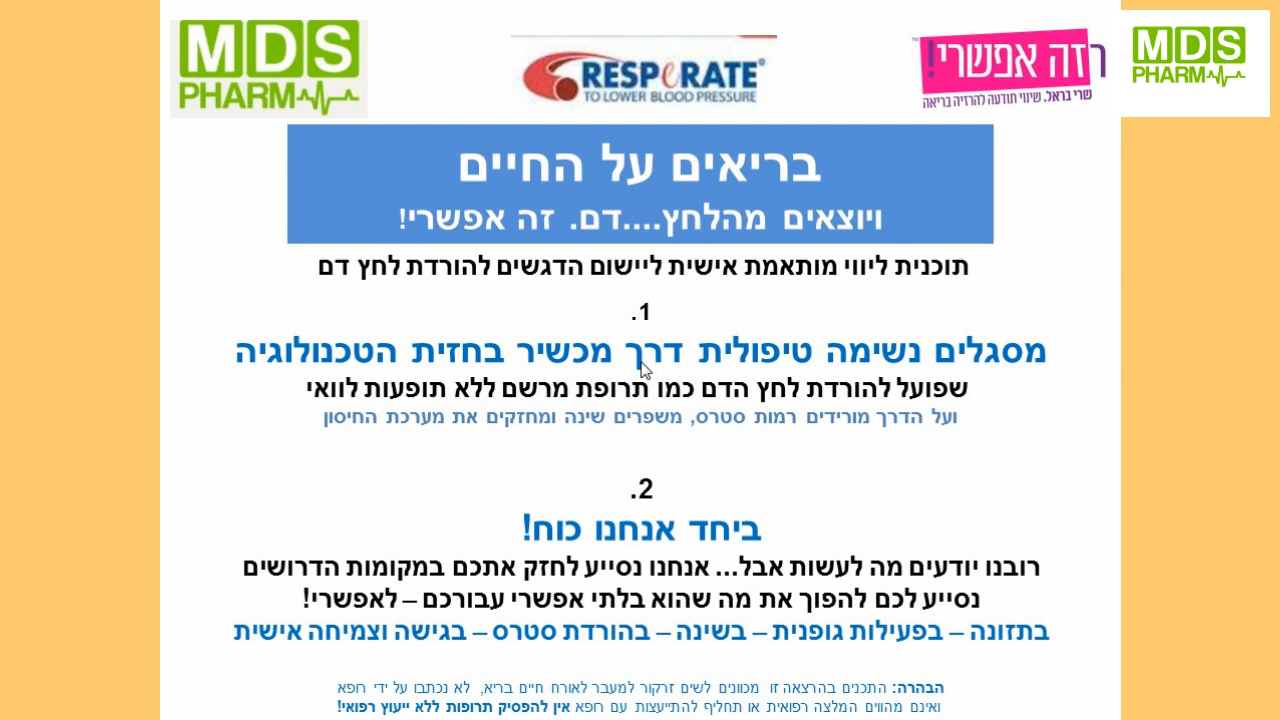 MDS
PHARM
RESPeRATE®
TO LOWER BLOOD PRESSURE
רזה אפשרי!™
שרי בראל. שינוי תודעה להרזיה בריאה
MDS
PHARM
בריאים על החיים
ויוצאים מהלחץ....דם. זה אפשרי!
תוכנית ליווי מותאמת אישית ליישום הדגשים להורדת לחץ דם
1.
מסגלים נשימה טיפולית דרך מכשיר בחזית הטכנולוגיה
שפועל להורדת לחץ הדם כמו תרופת מרשם ללא תופעות לוואי
ועל הדרך מורידים רמות סטרס, משפרים שינה ומחזקים את מערכת החיסון
2.
ביחד אנחנו כוח!
רובנו יודעים מה לעשות אבל... אנחנו נסייע לחזק אתכם במקומות הדרושים
נסייע לכם להפוך את מה שהוא בלתי אפשרי עבורכם – לאפשרי!
בתזונה – בפעילות גופנית – בשינה – בהורדת סטרס – בגישה וצמיחה אישית
הבהרה: התכנים בהרצאה זו מכוונים לשים זרקור למעבר לאורח חיים בריא, לא נכתבו על ידי רופא
ואינם מהווים המלצה רפואית או תחליף להתייעצות עם רופא אין להפסיק תרופות ללא ייעוץ רפואי!